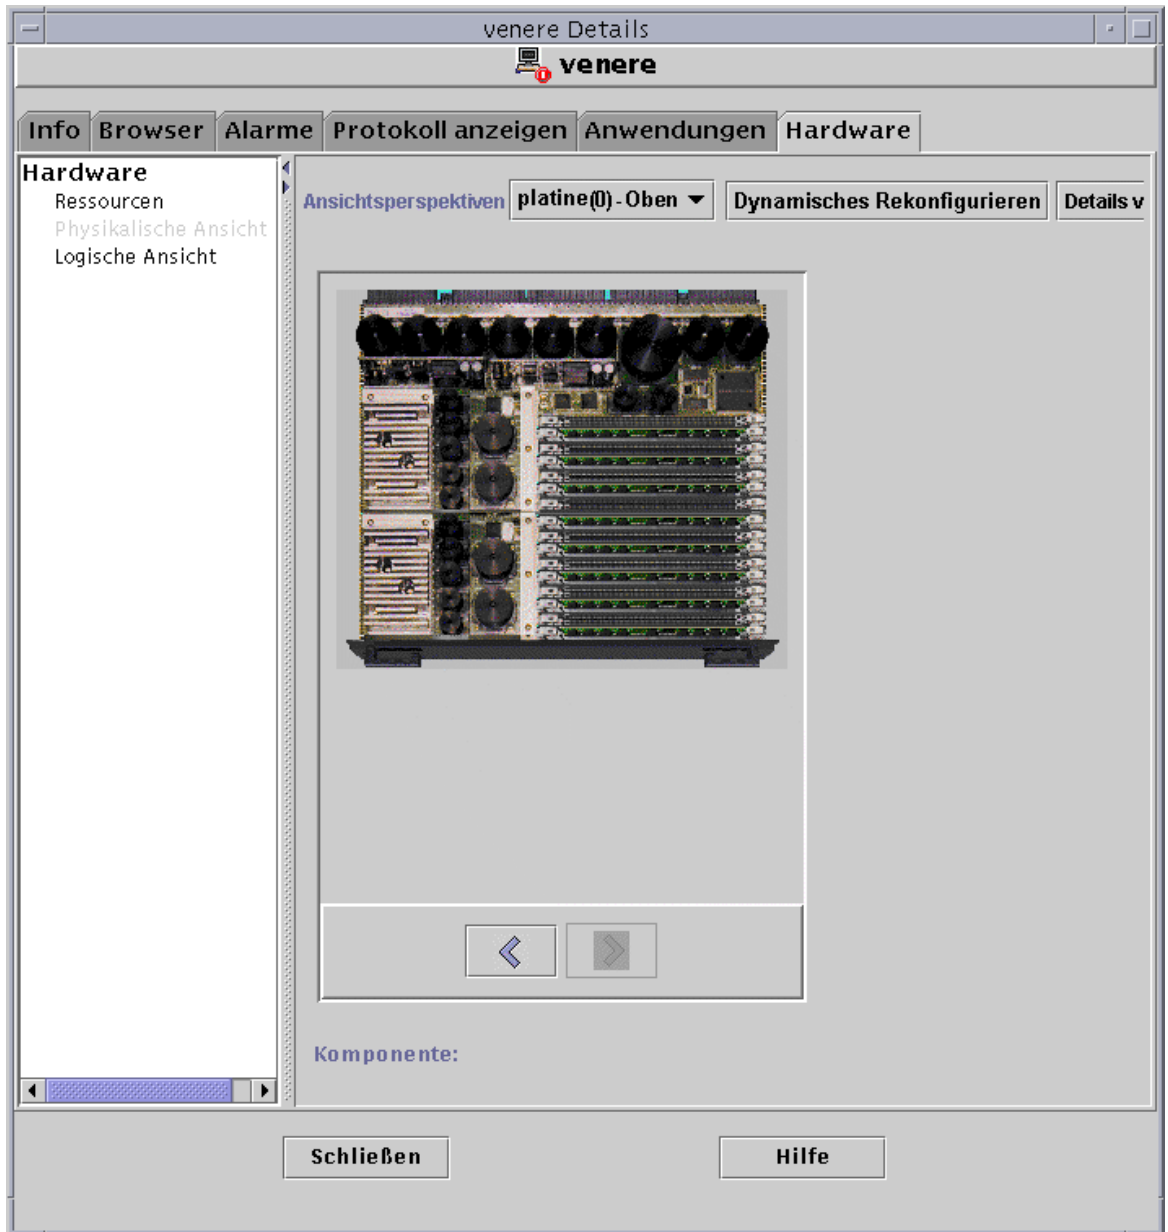 venere Details
venere
Info Browser Alarme Protokoll anzeigen Anwendungen Hardware
Hardware
Ressourcen
Physikalische Ansicht
Logische Ansicht
Ansichtsperspektiven platine(0)-Oben Dynamisches Rekonfigurieren Details v
Komponente:
Schließen Hilfe